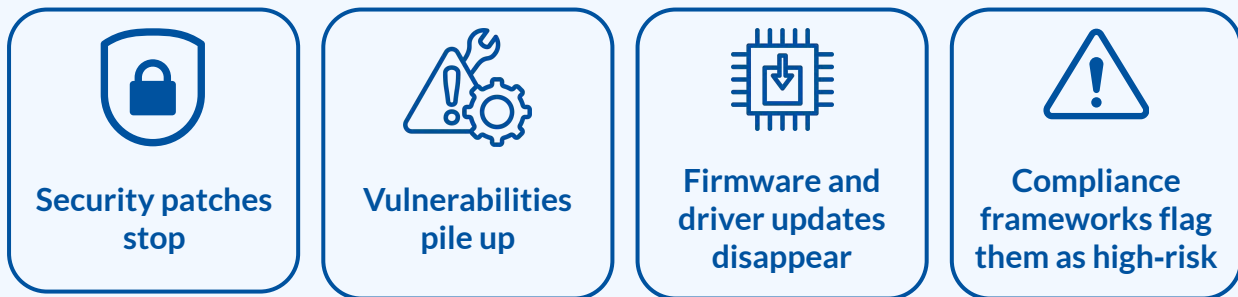 Security patches
stop
Vulnerabilities
pile up
Firmware and
driver updates
disappear
Compliance
frameworks flag
them as high-risk